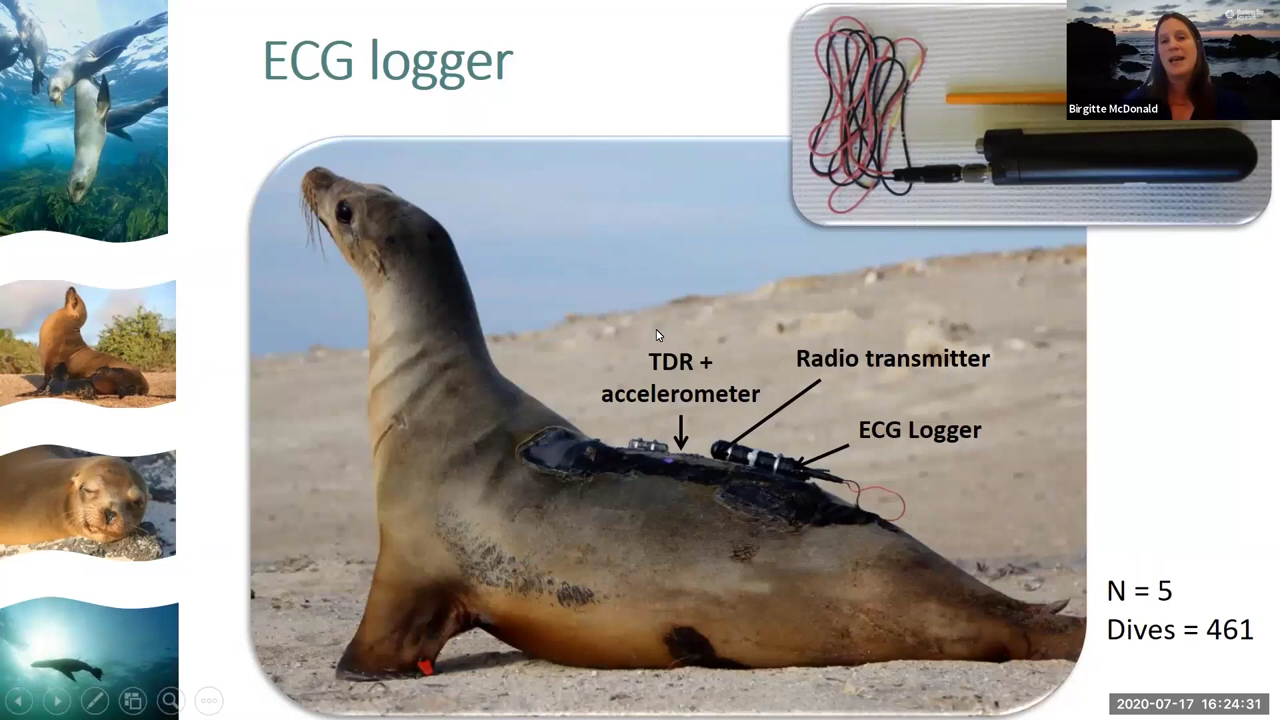 ECG logger
Birgitte McDonald
TDR +
accelerometer
Radio transmitter
ECG Logger
N = 5
Dives = 461
2020-07-17 16:24:31